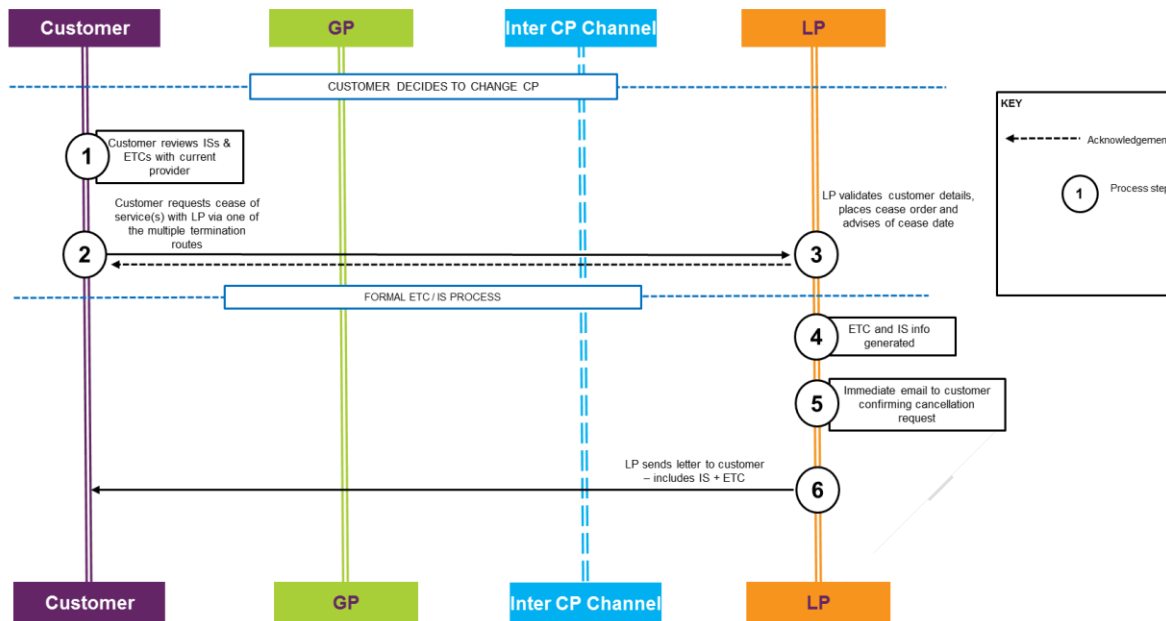 Customer
GP
Inter CP Channel
LP
CUSTOMER DECIDES TO CHANGE CP
KEY
Acknowledgement
1
Process step
1
Customer reviews ISs &
ETCs with current
provider
Customer requests cease of
service(s) with LP via one of
the multiple termination
routes
2
LP validates customer details,
places cease order and
advises of cease date
3
FORMAL ETC / IS PROCESS
4
ETC and IS info
generated
5
Immediate email to customer
confirming cancellation
request
LP sends letter to customer
– includes IS + ETC
6
Customer
GP
Inter CP Channel
LP